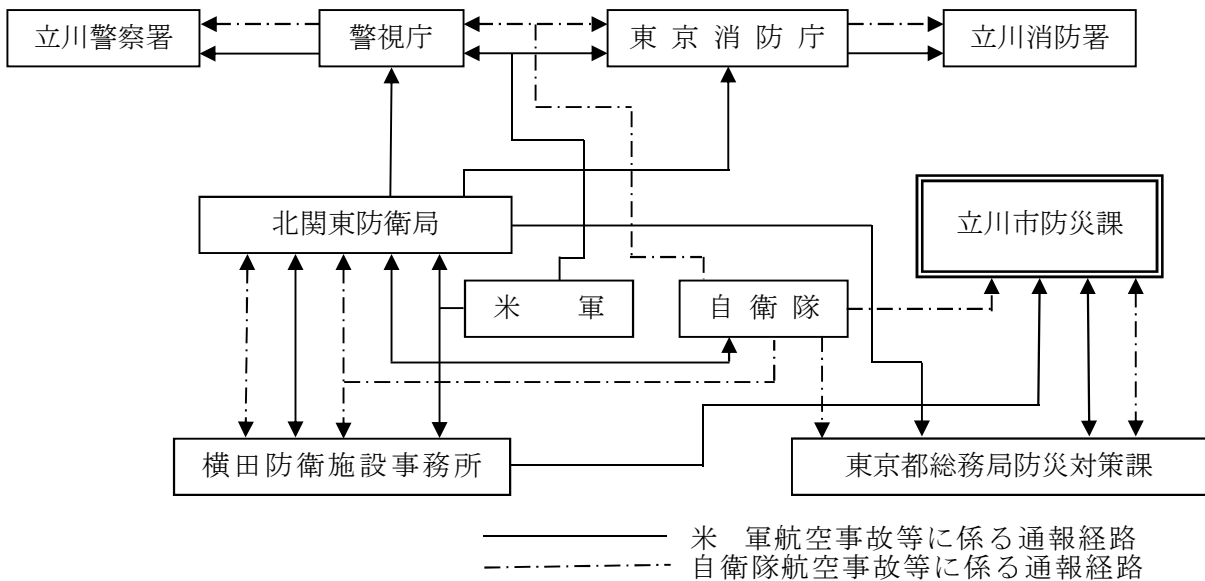 立川警察署
警視庁
東京消防庁
立川消防署
北関東防衛局
立川市防災課
米　軍
自衛隊
横田防衛施設事務所
東京都総務局防災対策課
米　軍航空事故等に係る通報経路
自衛隊航空事故等に係る通報経路